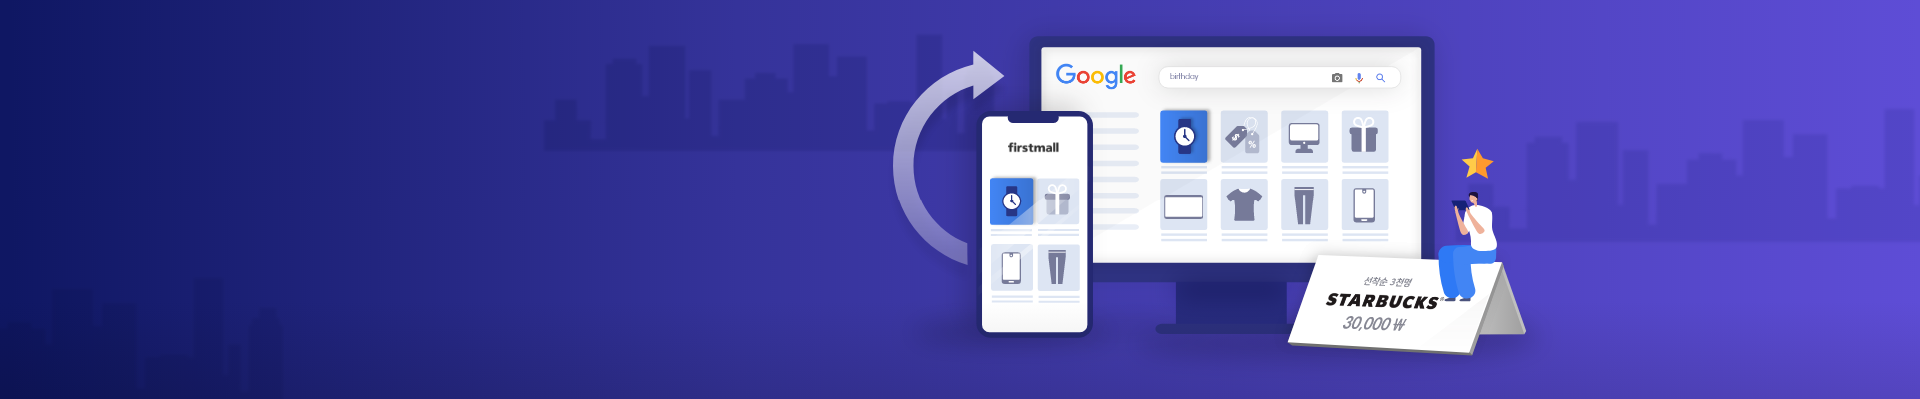 Google
birthday
firstmall
선착순 3천명
STARBUCKS®
30,000 ₩